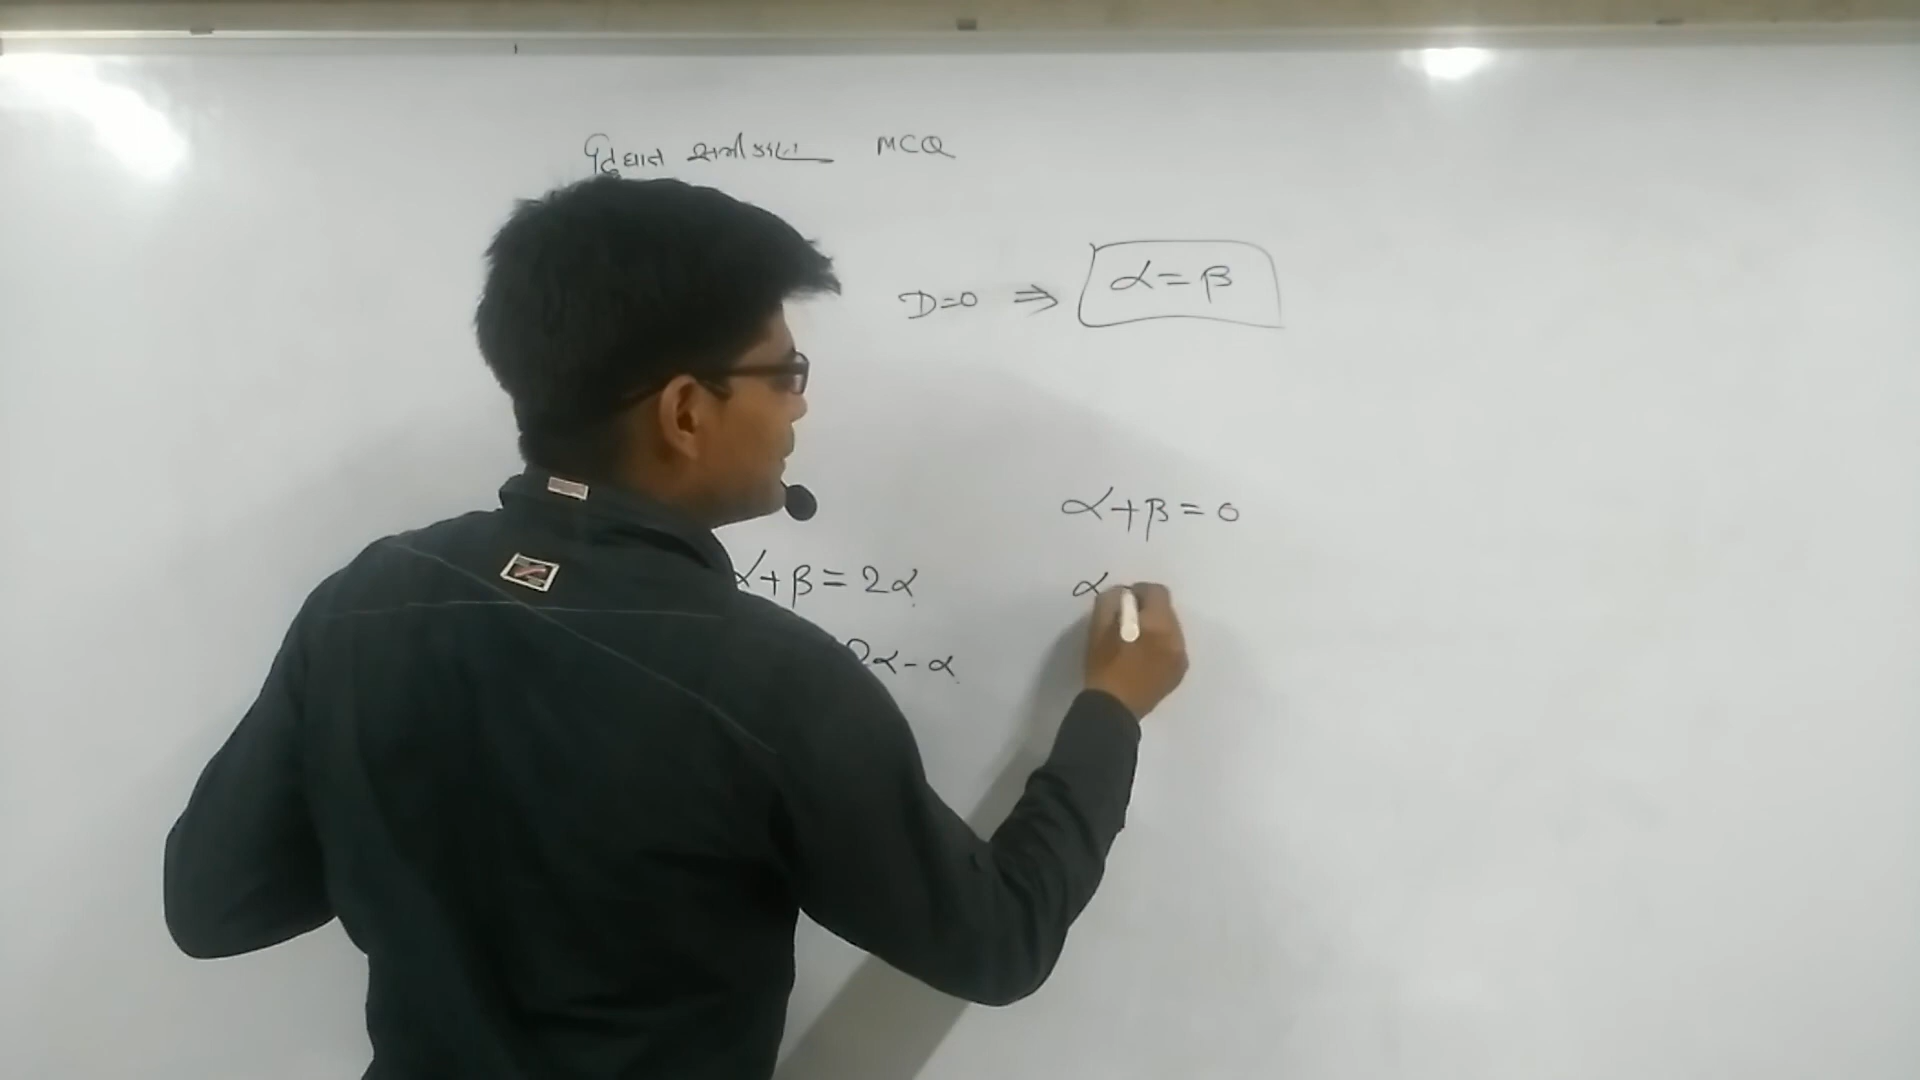 દ્વિઘાત સમીકરણ MCQ
D=0 ⇒ α=β
α+β=0
α+β=2α
α
2α-α